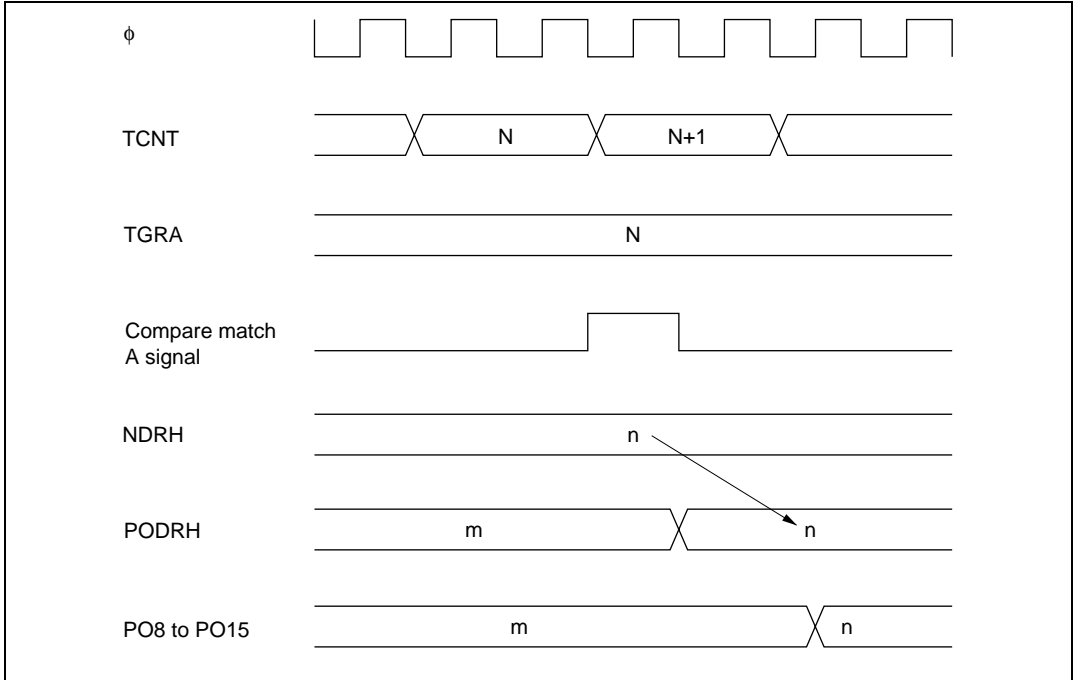 ϕ
TCNT
N
N+1
TGRA
N
Compare match
A signal
NDRH
n
PODRH
m
n
PO8 to PO15
m
n